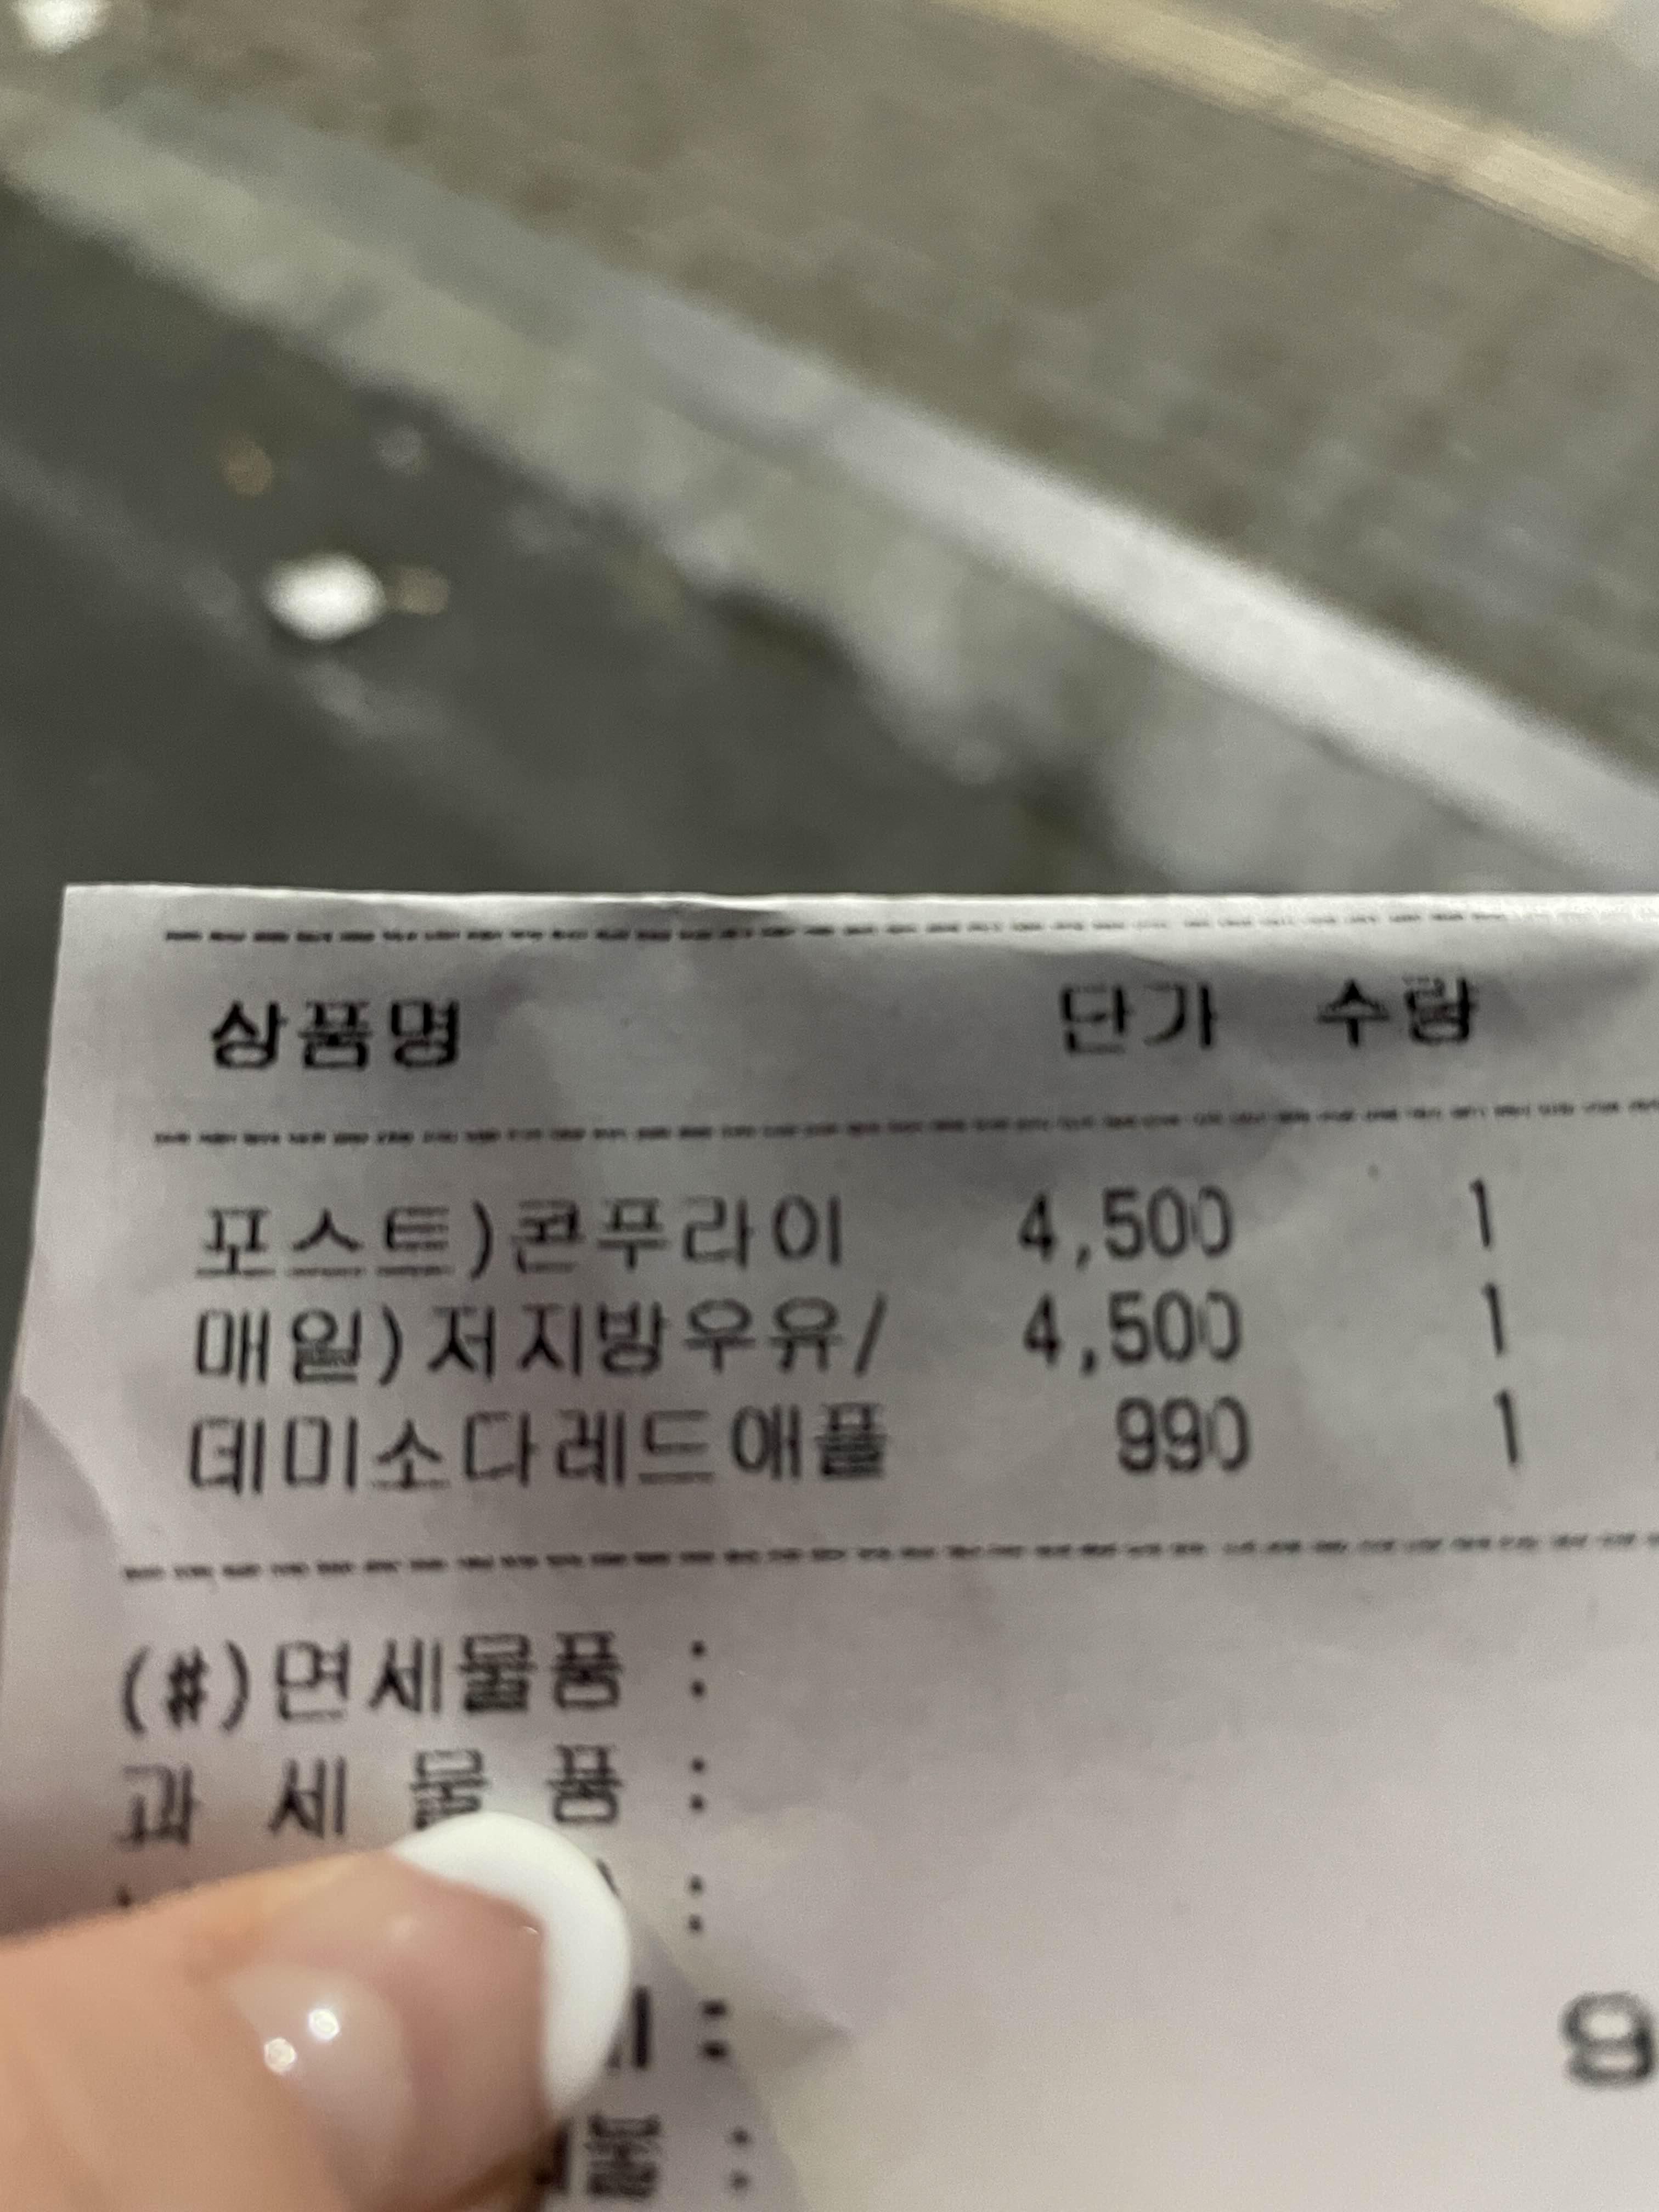 상품명 단가 수량
포스트)콘푸라이 4,500 1
매일)저지방우유/ 4,500 1
데미소다레드애플 990 1
(#)면세물품 :
과 세 물 품 :
:
: 9
: